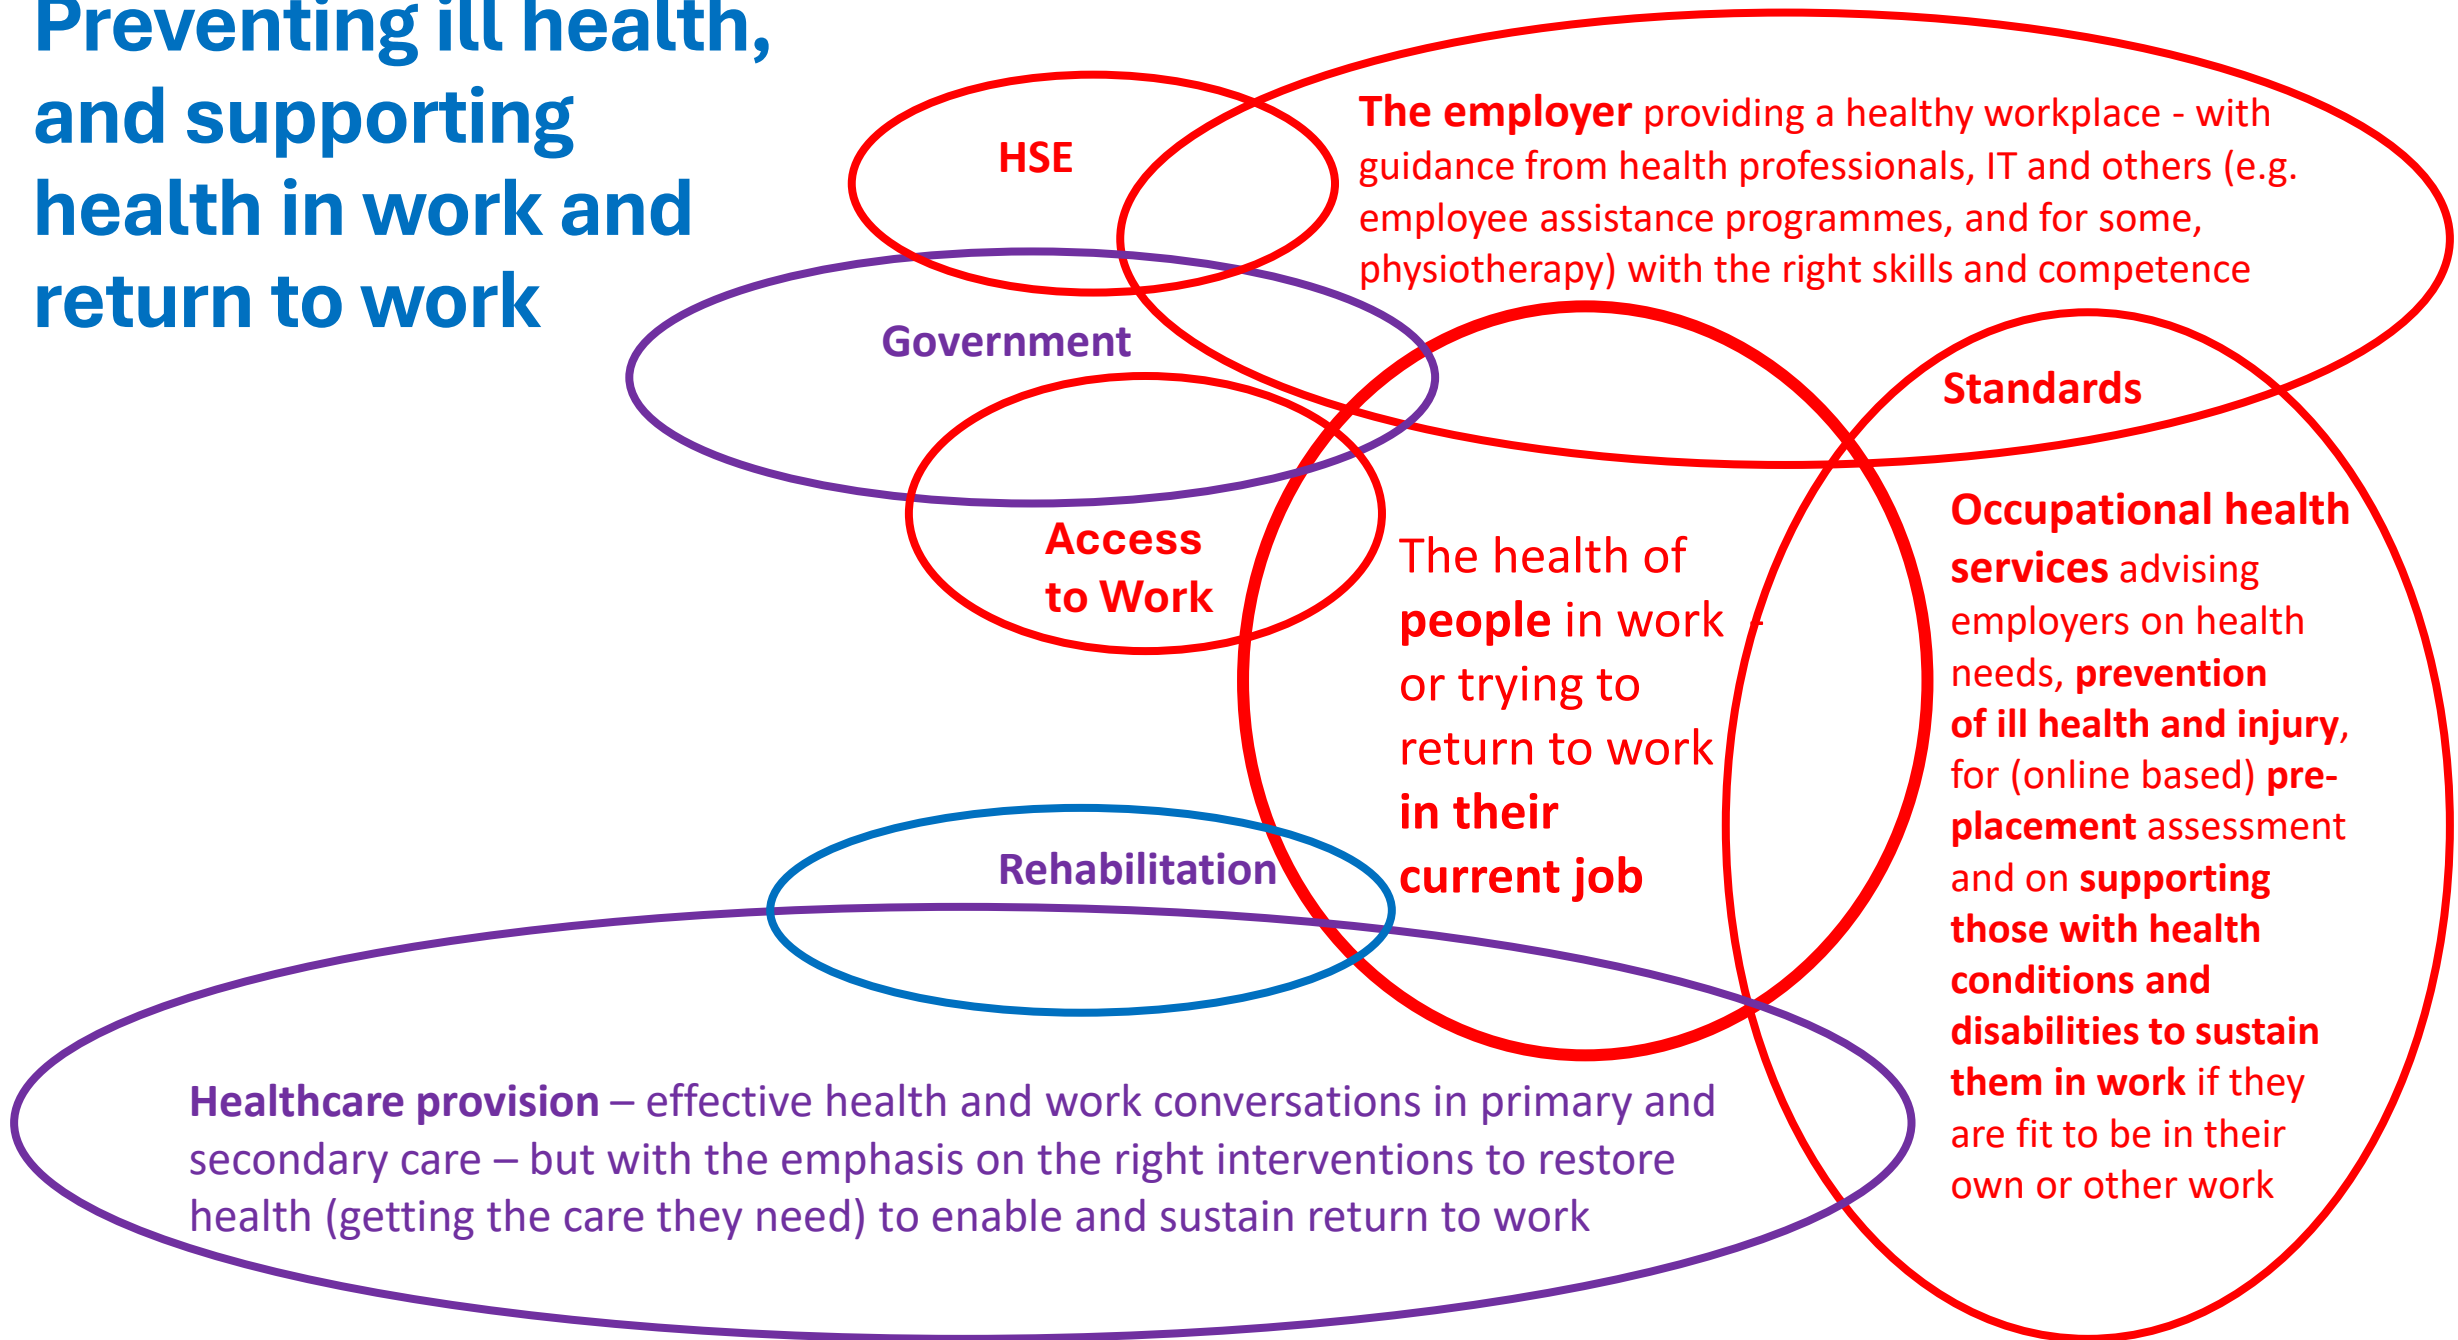 Preventing ill health,
and supporting
health in work and
return to work
HSE
The employer providing a healthy workplace - with
guidance from health professionals, IT and others (e.g.
employee assistance programmes, and for some,
physiotherapy) with the right skills and competence
Government
Standards
Access
to Work
The health of
people in work -
or trying to
return to work
in their
current job
Occupational health
services advising
employers on health
needs, prevention
of ill health and injury,
for (online based) pre-
placement assessment
and on supporting
those with health
conditions and
disabilities to sustain
them in work if they
are fit to be in their
own or other work
Rehabilitation
Healthcare provision – effective health and work conversations in primary and
secondary care – but with the emphasis on the right interventions to restore
health (getting the care they need) to enable and sustain return to work